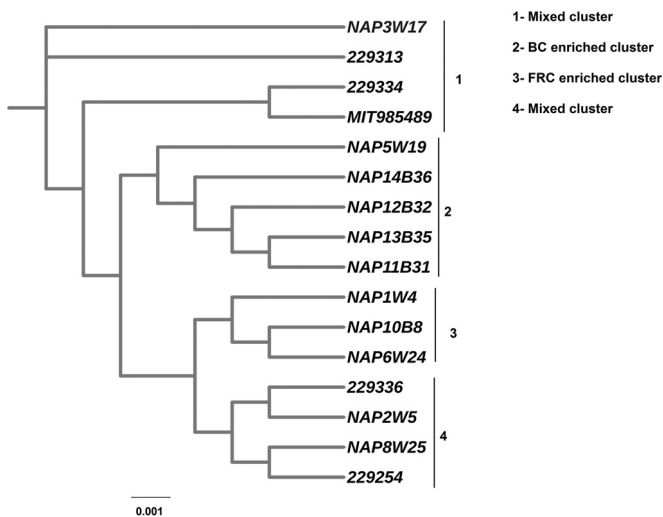 NAP3W17
229313
229334
MIT985489
NAP5W19
NAP14B36
NAP12B32
NAP13B35
NAP11B31
NAP1W4
NAP10B8
NAP6W24
229336
NAP2W5
NAP8W25
229254
1
2
3
4
1- Mixed cluster
2- BC enriched cluster
3- FRC enriched cluster
4- Mixed cluster
0.001